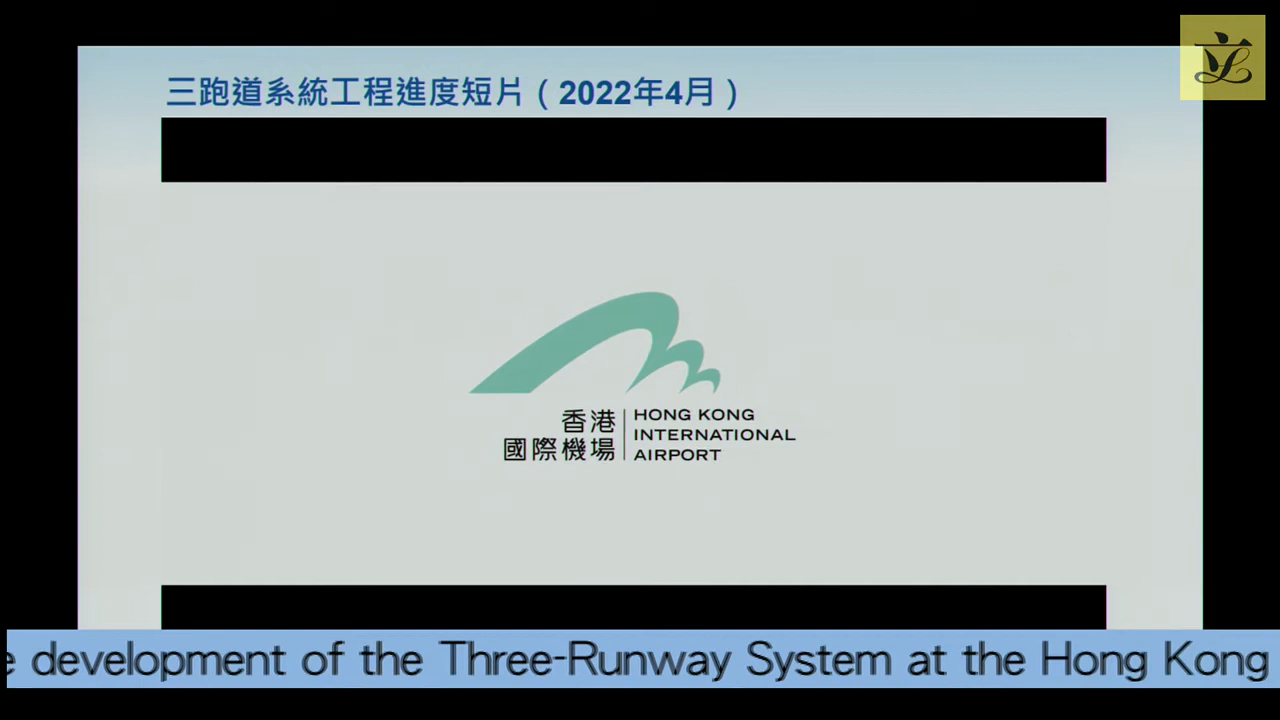 三跑道系統工程進度短片（2022年4月）
立
香港
國際機場
HONG KONG
INTERNATIONAL
AIRPORT
development of the Three-Runway System at the Hong Kong